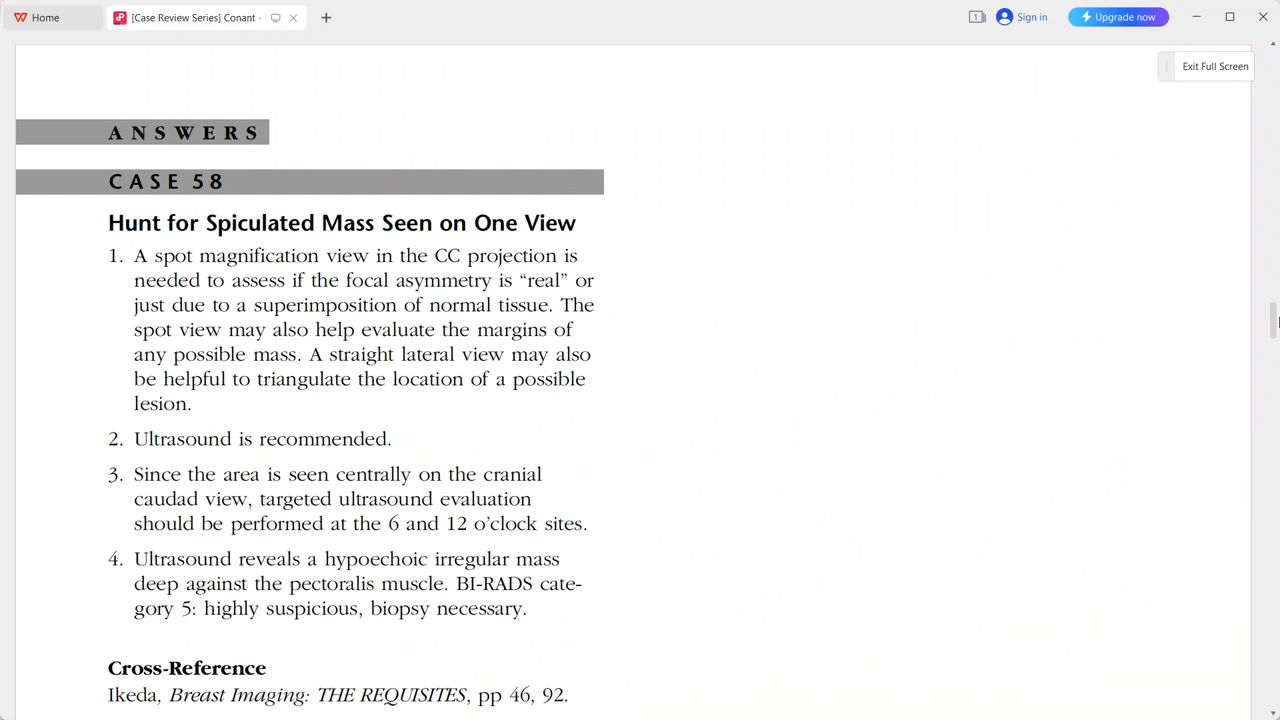 Home
[Case Review Series] Conant -
Sign in
Upgrade now
Exit Full Screen
ANSWERS
CASE 58
Hunt for Spiculated Mass Seen on One View
1. A spot magnification view in the CC projection is
needed to assess if the focal asymmetry is “real” or
just due to a superimposition of normal tissue. The
spot view may also help evaluate the margins of
any possible mass. A straight lateral view may also
be helpful to triangulate the location of a possible
lesion.
2. Ultrasound is recommended.
3. Since the area is seen centrally on the cranial
caudad view, targeted ultrasound evaluation
should be performed at the 6 and 12 o’clock sites.
4. Ultrasound reveals a hypoechoic irregular mass
deep against the pectoralis muscle. BI-RADS cate-
gory 5: highly suspicious, biopsy necessary.
Cross-Reference
Ikeda, Breast Imaging: THE REQUISITES, pp 46, 92.